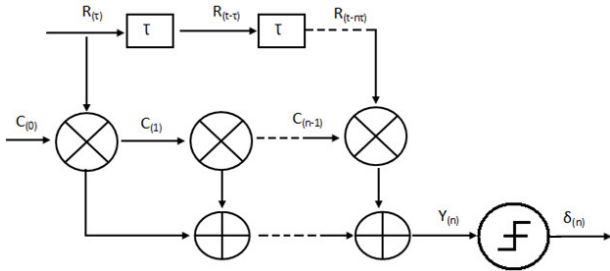 R(τ) τ R(t-τ) τ R(t-nτ)
C(0) C(1) C(n-1)
Y(n) δ(n)